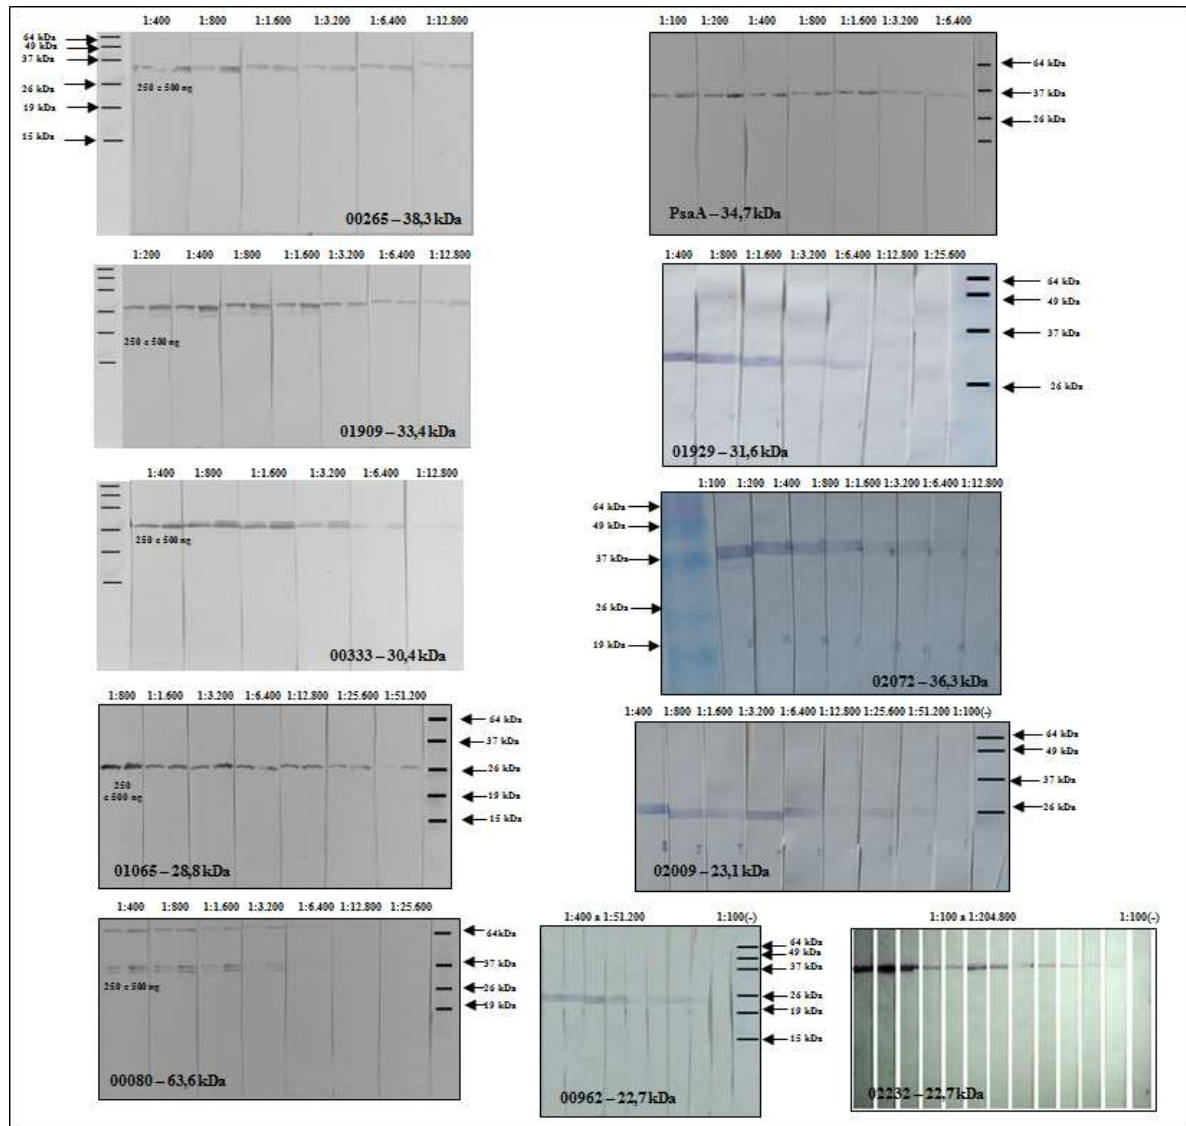 1:400 1:800 1:1.600 1:3.200 1:6.400 1:12.800
64 kDa
49 kDa
37 kDa
26 kDa
19 kDa
15 kDa
250 e 500 ng
00265 – 38,3 kDa
1:100 1:200 1:400 1:800 1:1.600 1:3.200 1:6.400
64 kDa
37 kDa
26 kDa
PsaA – 34,7 kDa
1:200 1:400 1:800 1:1.600 1:3.200 1:6.400 1:12.800
250 e 500 ng
01909 – 33,4 kDa
1:400 1:800 1:1.600 1:3.200 1:6.400 1:12.800 1:25.600
64 kDa
49 kDa
37 kDa
26 kDa
01929 – 31,6 kDa
1:400 1:800 1:1.600 1:3.200 1:6.400 1:12.800
250 e 500 ng
00333 – 30,4 kDa
1:100 1:200 1:400 1:800 1:1.600 1:3.200 1:6.400 1:12.800
64 kDa
49 kDa
37 kDa
26 kDa
19 kDa
02072 – 36,3 kDa
1:800 1:1.600 1:3.200 1:6.400 1:12.800 1:25.600 1:51.200
64 kDa
37 kDa
26 kDa
19 kDa
15 kDa
250
e 500 ng
01065 – 28,8 kDa
1:400 1:800 1:1.600 1:3.200 1:6.400 1:12.800 1:25.600 1:51.200 1:100(-)
64 kDa
49 kDa
37 kDa
26 kDa
02009 – 23,1 kDa
1:400 1:800 1:1.600 1:3.200 1:6.400 1:12.800 1:25.600
64kDa
37 kDa
26 kDa
19 kDa
250 e 500 ng
00080 – 63,6 kDa
1:400 a 1:51.200 1:100(-)
64 kDa
49 kDa
37 kDa
26 kDa
19 kDa
15 kDa
00962 – 22,7 kDa
1:100 a 1:204.800 1:100(-)
02232 – 22,7 kDa